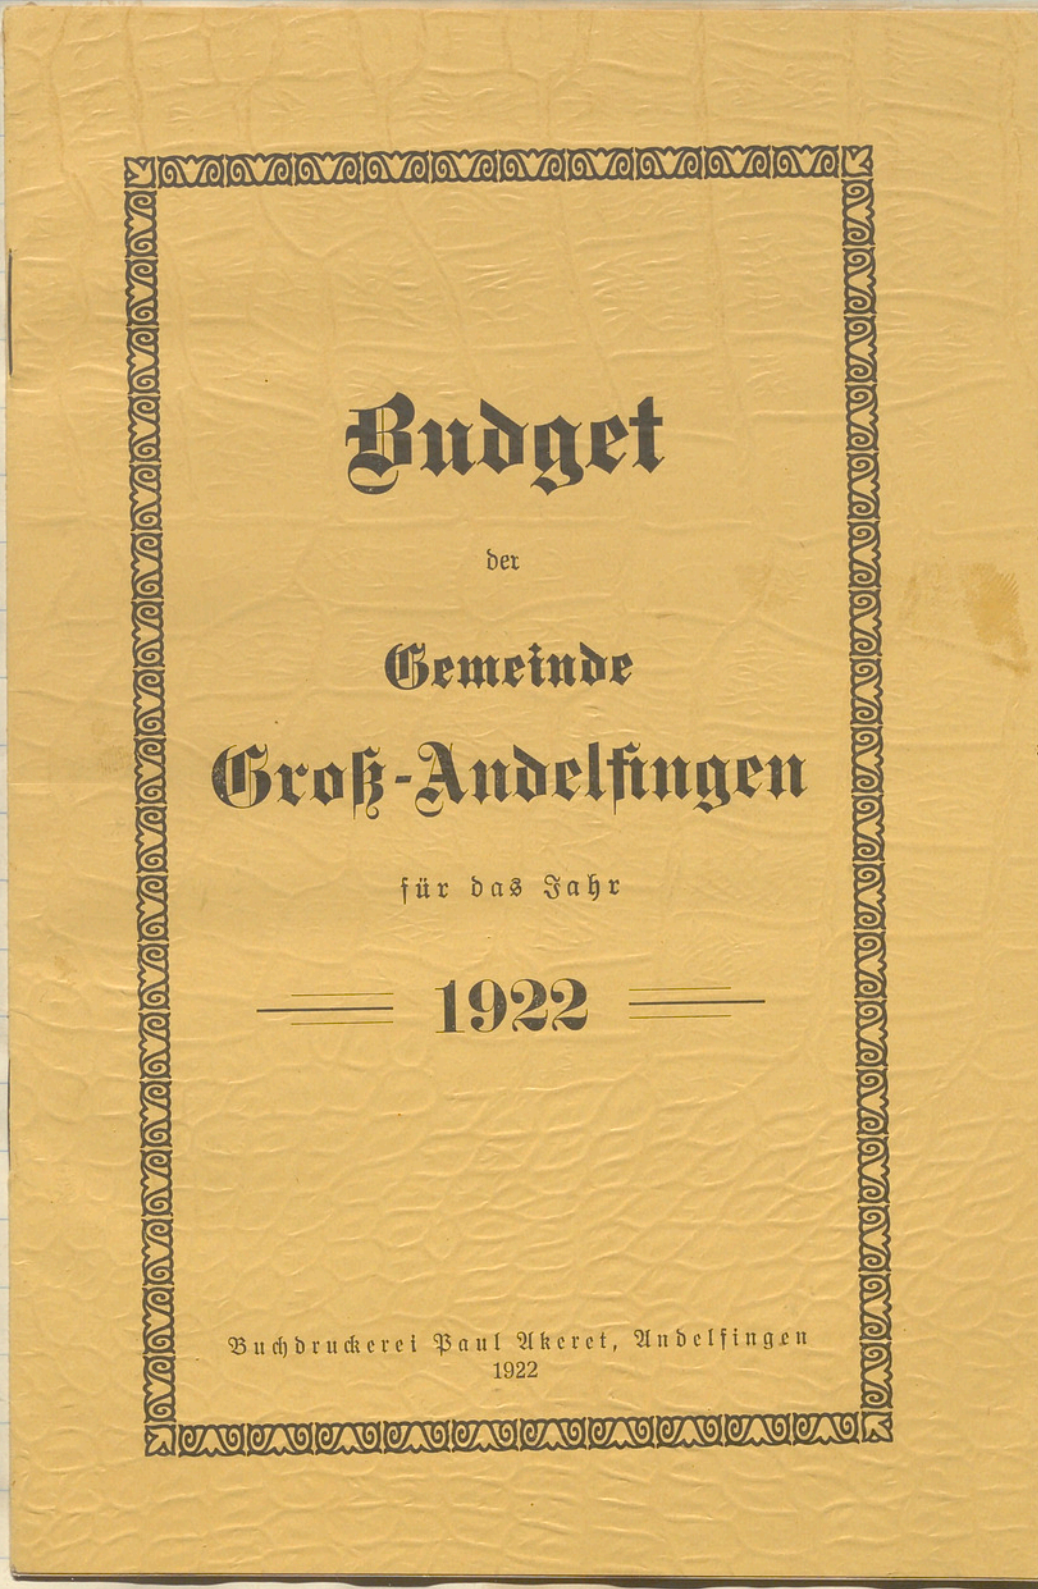 Budget
der
Gemeinde
Groß-Andelfingen
für das Jahr
1922
Buchdruckerei Paul Akeret, Andelfingen
1922